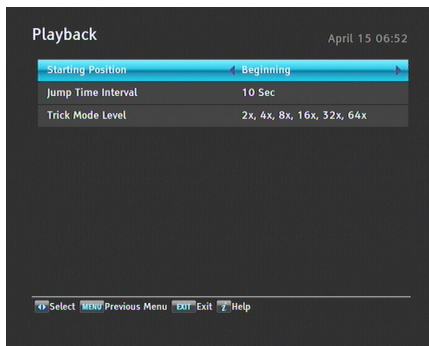 Playback
April 15 06:52
Starting Position Beginning
Jump Time Interval 10 Sec
Trick Mode Level 2x, 4x, 8x, 16x, 32x, 64x
Select MENU Previous Menu EXIT Exit i Help